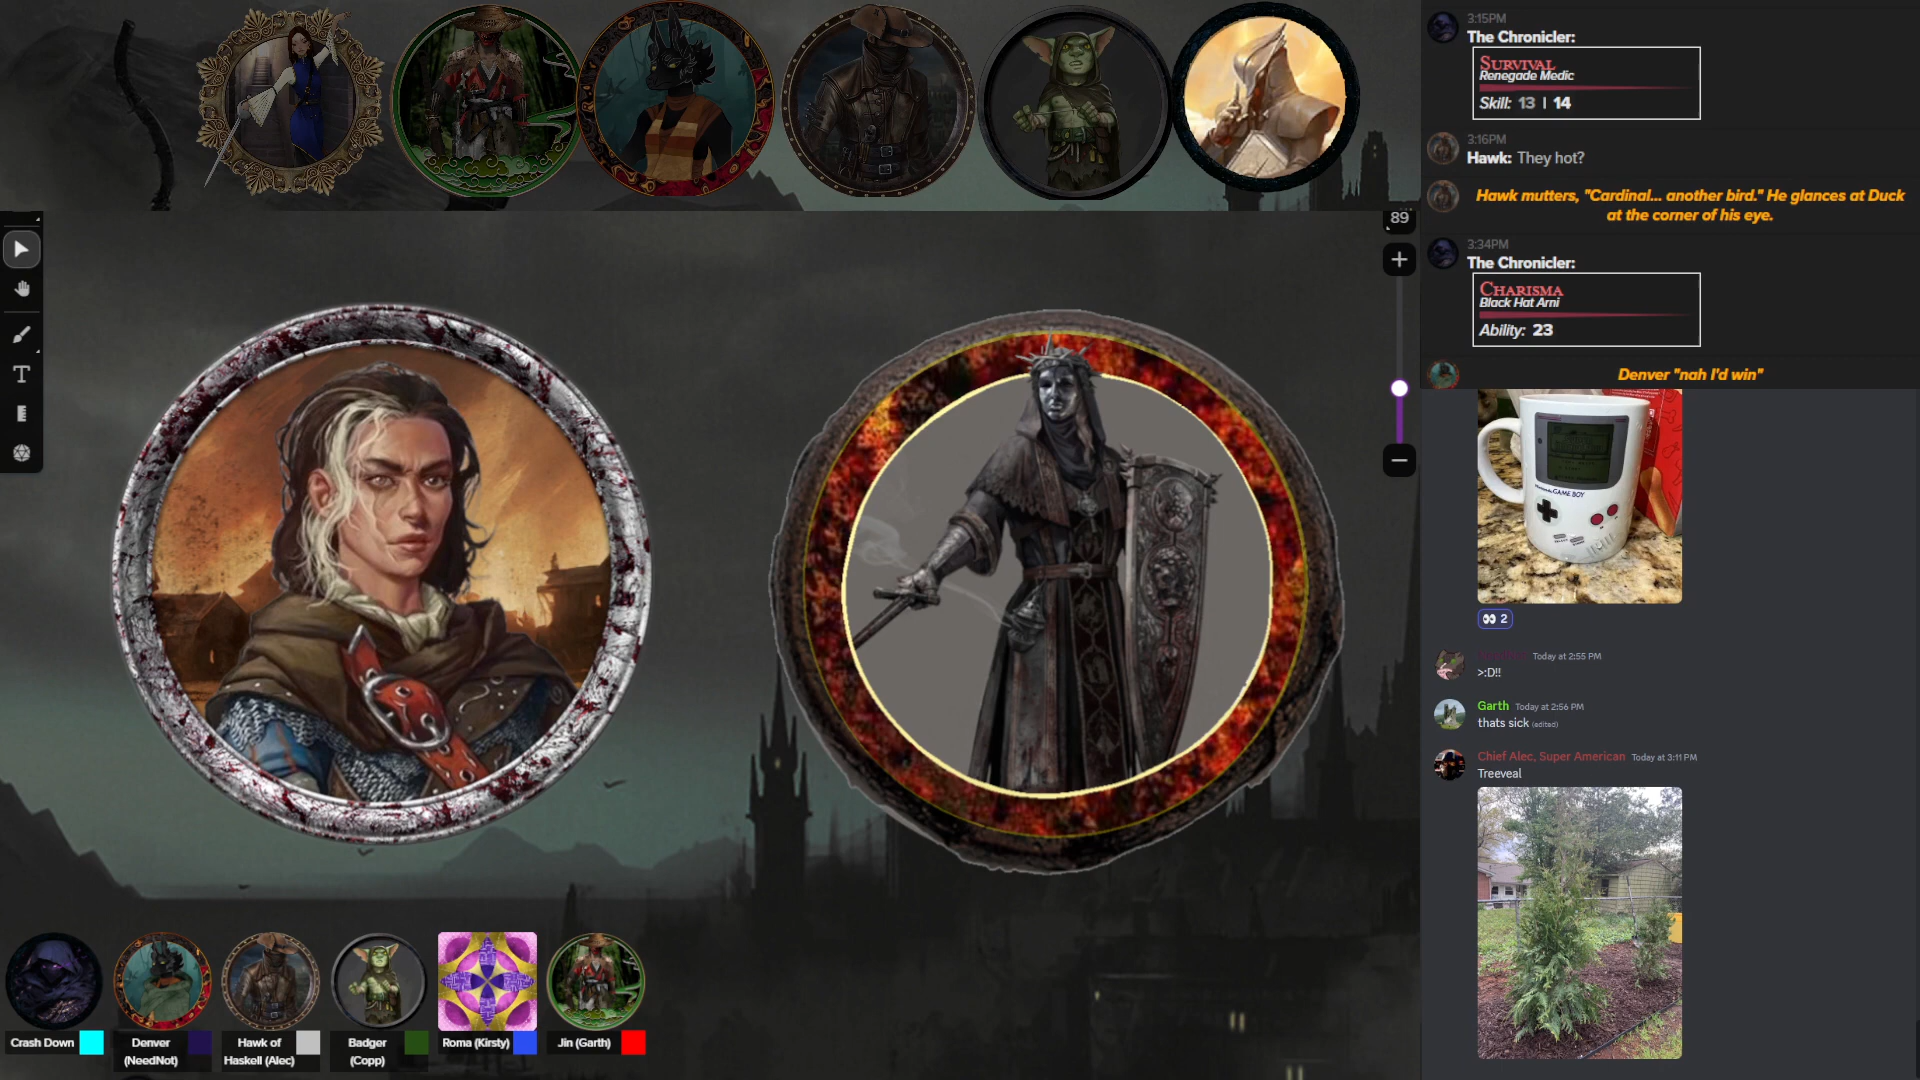 3:15PM
The Chronicler:
Survival
Renegade Medic
Skill: 13 | 14
3:16PM
Hawk: They hot?
Hawk mutters, "Cardinal... another bird." He glances at Duck
at the corner of his eye.
3:34PM
The Chronicler:
Charisma
Black Hat Arni
Ability: 23
Denver "nah I'd win"
89
T
Nintendo GAME BOY
2
Today at 2:55 PM
>:D!!
Garth Today at 2:56 PM
thats sick (edited)
Chief Alec, Super American Today at 3:11 PM
Treeveal
Crash Down
Denver
(NeedNot)
Hawk of
Haskell (Alec)
Badger
(Copp)
Roma (Kirsty)
Jin (Garth)